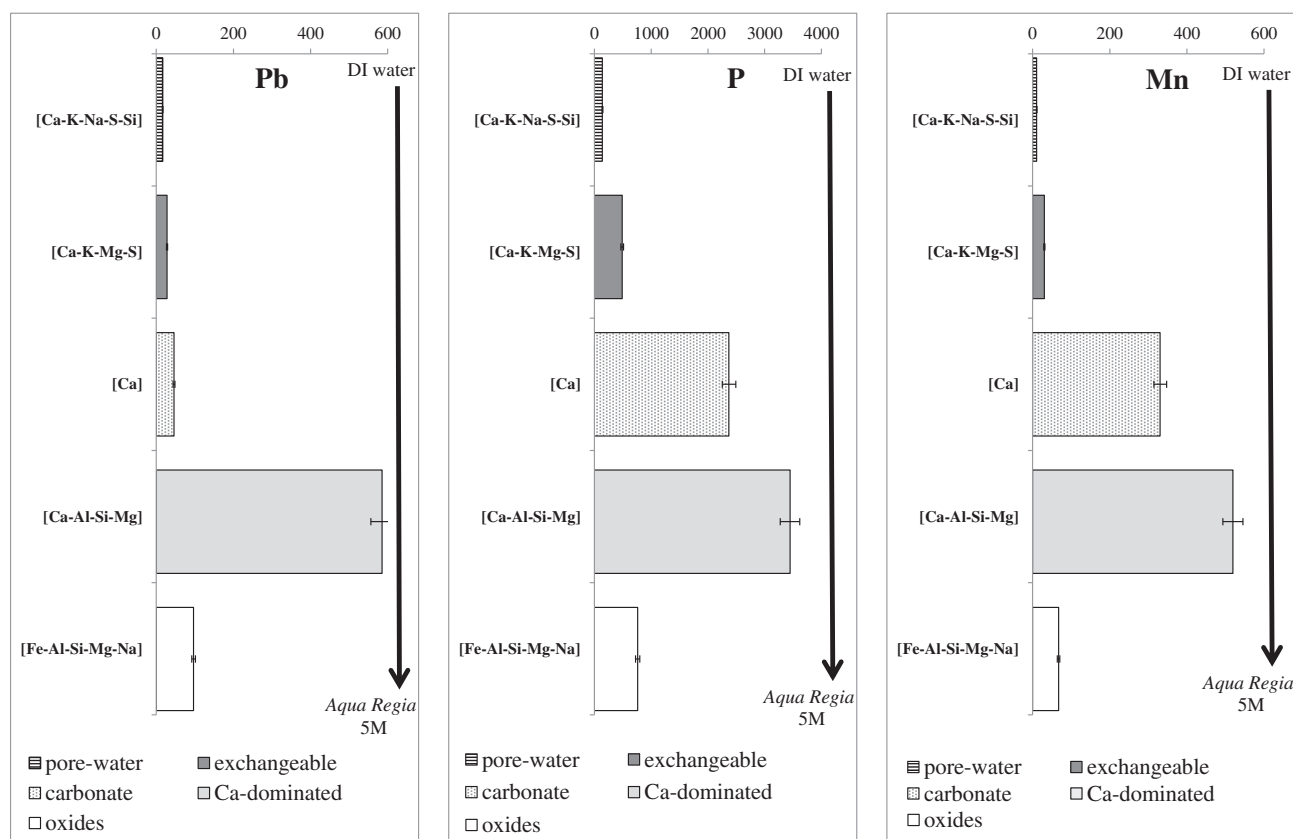 0 200 400 600
Pb
DI water
[Ca-K-Na-S-Si]
[Ca-K-Mg-S]
[Ca]
[Ca-Al-Si-Mg]
[Fe-Al-Si-Mg-Na]
Aqua Regia
5M
pore-water exchangeable
carbonate Ca-dominated
oxides
0 1000 2000 3000 4000
P
DI water
[Ca-K-Na-S-Si]
[Ca-K-Mg-S]
[Ca]
[Ca-Al-Si-Mg]
[Fe-Al-Si-Mg-Na]
Aqua Regia
5M
pore-water exchangeable
carbonate Ca-dominated
oxides
0 200 400 600
Mn
DI water
[Ca-K-Na-S-Si]
[Ca-K-Mg-S]
[Ca]
[Ca-Al-Si-Mg]
[Fe-Al-Si-Mg-Na]
Aqua Regia
5M
pore-water exchangeable
carbonate Ca-dominated
oxides